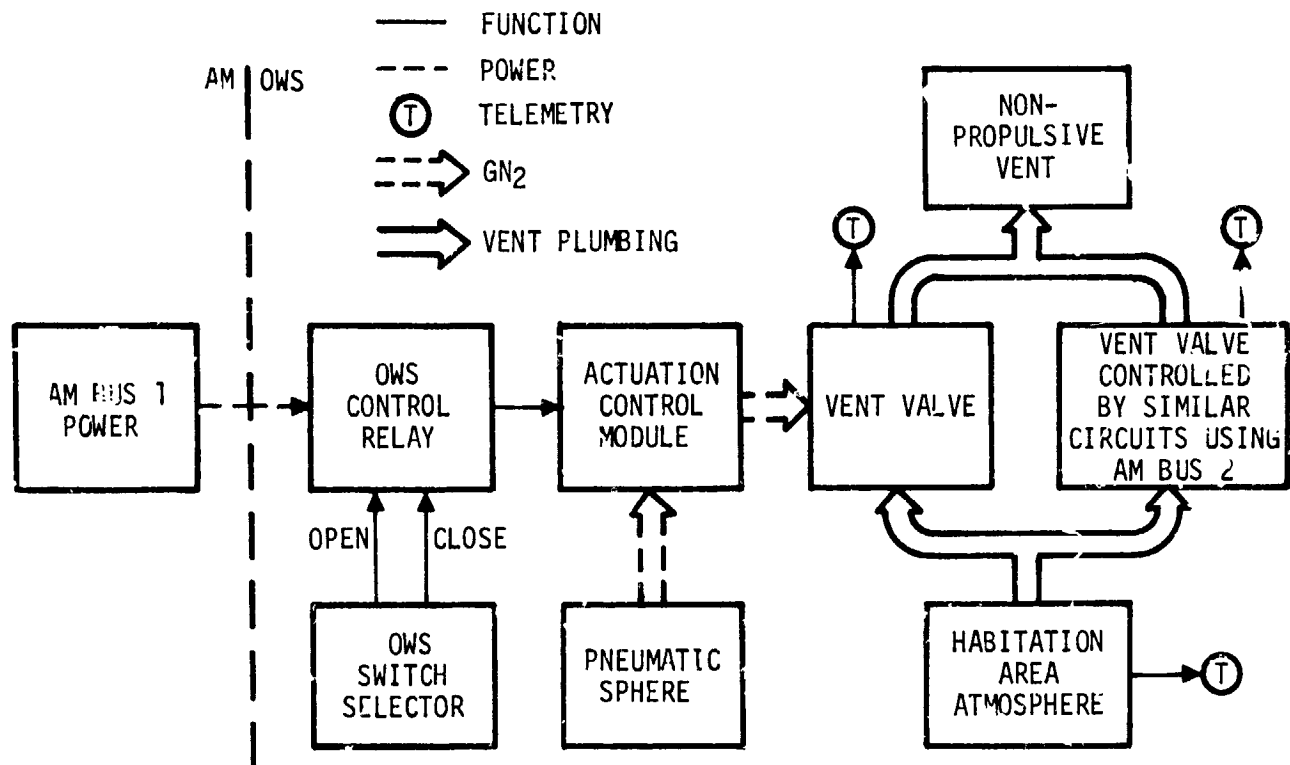 FUNCTION
POWER
T TELEMETRY
GN2
VENT PLUMBING
AM OWS
NON-
PROPULSIVE
VENT
T
T
AM BUS 1
POWER
OWS
CONTROL
RELAY
ACTUATION
CONTROL
MODULE
VENT VALVE
VENT VALVE
CONTROLLED
BY SIMILAR
CIRCUITS USING
AM BUS 2
OPEN
CLOSE
OWS
SWITCH
SELECTOR
PNEUMATIC
SPHERE
HABITATION
AREA
ATMOSPHERE
T